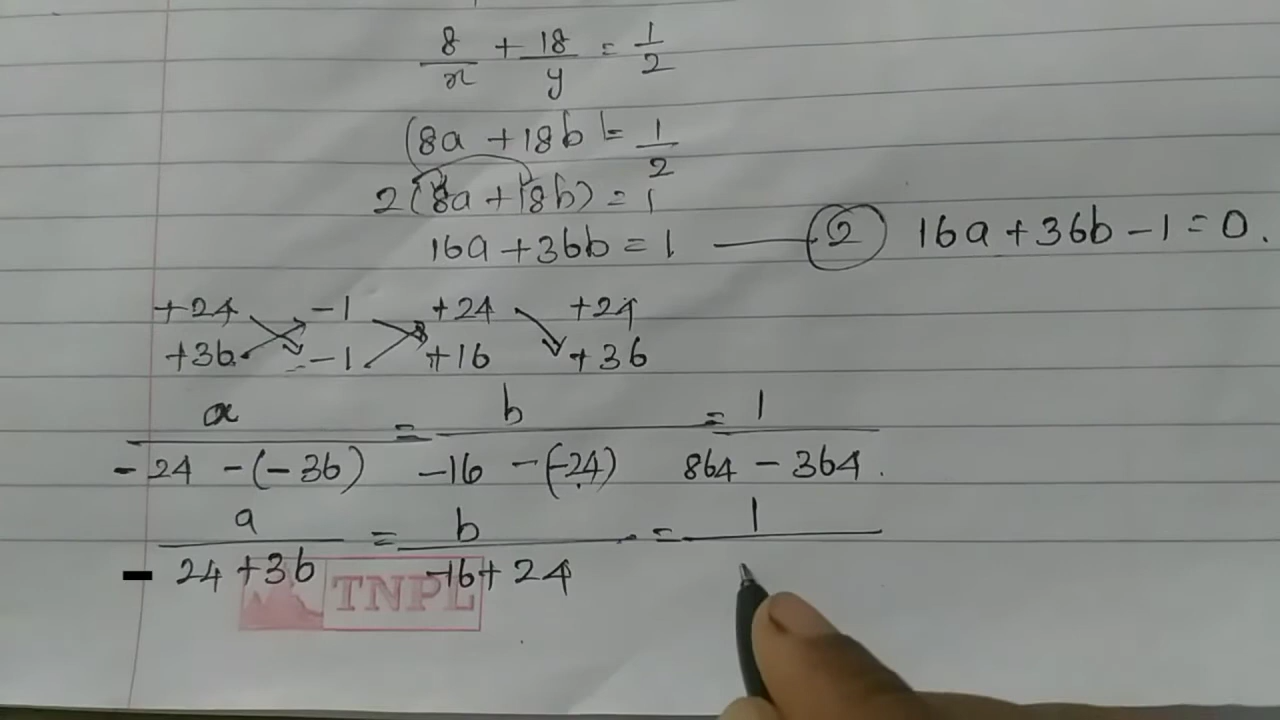 8/x + 18/y = 1/2
(8a + 18b) = 1/2
2(8a + 18b) = 1
16a + 36b = 1 —— ② 16a + 36b - 1 = 0.
+24 -1 +24 +24
+36 -1 +16 +36
a/(-24 - (-36)) = b/(-16 - (-24)) = 1/(864 - 364).
a/(-24 + 36) = b/(-16 + 24) = 1/
TNPL